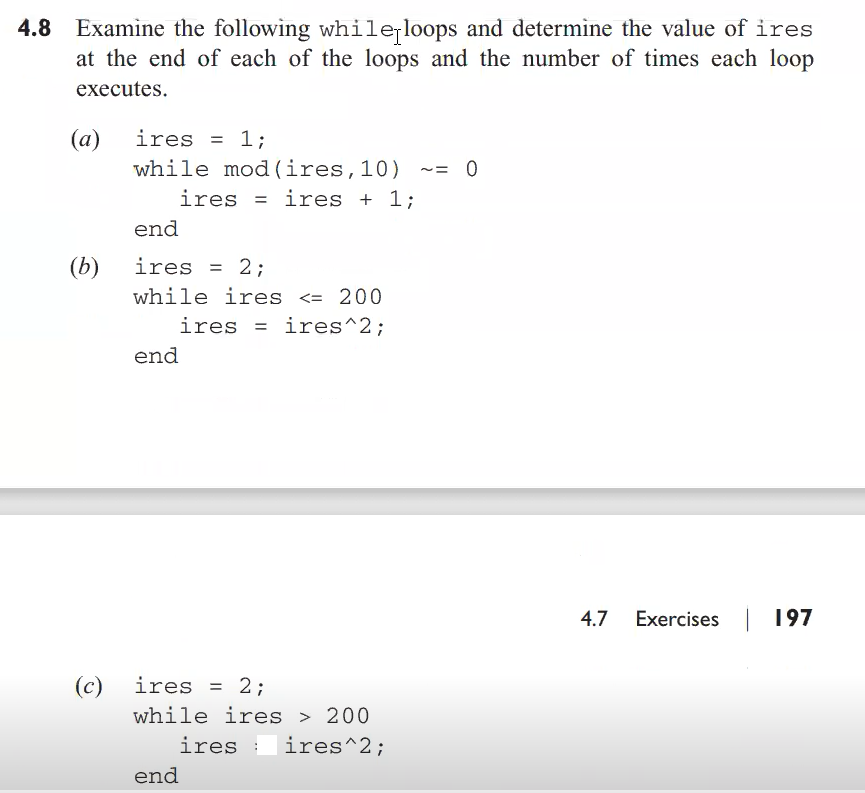 4.8 Examine the following while loops and determine the value of ires
at the end of each of the loops and the number of times each loop
executes.
(a) ires = 1;
while mod(ires,10) ~= 0
ires = ires + 1;
end
(b) ires = 2;
while ires <= 200
ires = ires^2;
end
4.7 Exercises | 197
(c) ires = 2;
while ires > 200
ires ires^2;
end